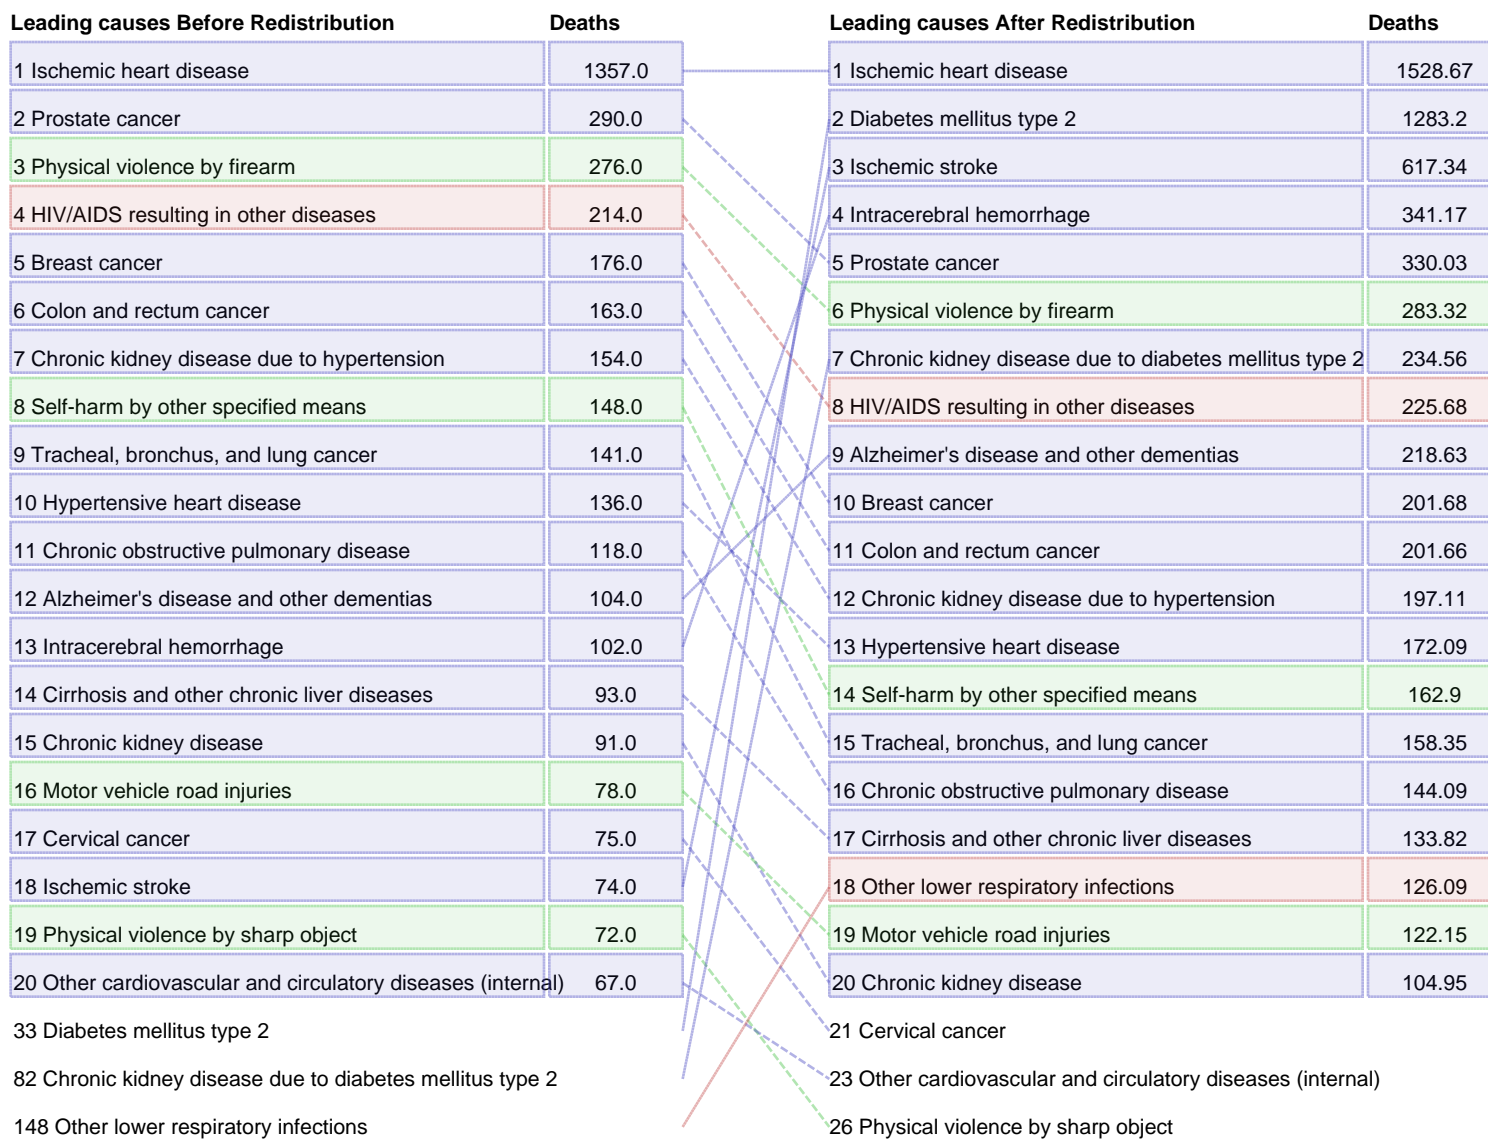 Leading causes Before Redistribution Deaths Leading causes After Redistribution Deaths
1 Ischemic heart disease 1357.0 1 Ischemic heart disease 1528.67
2 Prostate cancer 290.0 2 Diabetes mellitus type 2 1283.2
3 Physical violence by firearm 276.0 3 Ischemic stroke 617.34
4 HIV/AIDS resulting in other diseases 214.0 4 Intracerebral hemorrhage 341.17
5 Breast cancer 176.0 5 Prostate cancer 330.03
6 Colon and rectum cancer 163.0 6 Physical violence by firearm 283.32
7 Chronic kidney disease due to hypertension 154.0 7 Chronic kidney disease due to diabetes mellitus type 2 234.56
8 Self-harm by other specified means 148.0 8 HIV/AIDS resulting in other diseases 225.68
9 Tracheal, bronchus, and lung cancer 141.0 9 Alzheimer's disease and other dementias 218.63
10 Hypertensive heart disease 136.0 10 Breast cancer 201.68
11 Chronic obstructive pulmonary disease 118.0 11 Colon and rectum cancer 201.66
12 Alzheimer's disease and other dementias 104.0 12 Chronic kidney disease due to hypertension 197.11
13 Intracerebral hemorrhage 102.0 13 Hypertensive heart disease 172.09
14 Cirrhosis and other chronic liver diseases 93.0 14 Self-harm by other specified means 162.9
15 Chronic kidney disease 91.0 15 Tracheal, bronchus, and lung cancer 158.35
16 Motor vehicle road injuries 78.0 16 Chronic obstructive pulmonary disease 144.09
17 Cervical cancer 75.0 17 Cirrhosis and other chronic liver diseases 133.82
18 Ischemic stroke 74.0 18 Other lower respiratory infections 126.09
19 Physical violence by sharp object 72.0 19 Motor vehicle road injuries 122.15
20 Other cardiovascular and circulatory diseases (internal) 67.0 20 Chronic kidney disease 104.95
33 Diabetes mellitus type 2 21 Cervical cancer
82 Chronic kidney disease due to diabetes mellitus type 2 23 Other cardiovascular and circulatory diseases (internal)
148 Other lower respiratory infections 26 Physical violence by sharp object